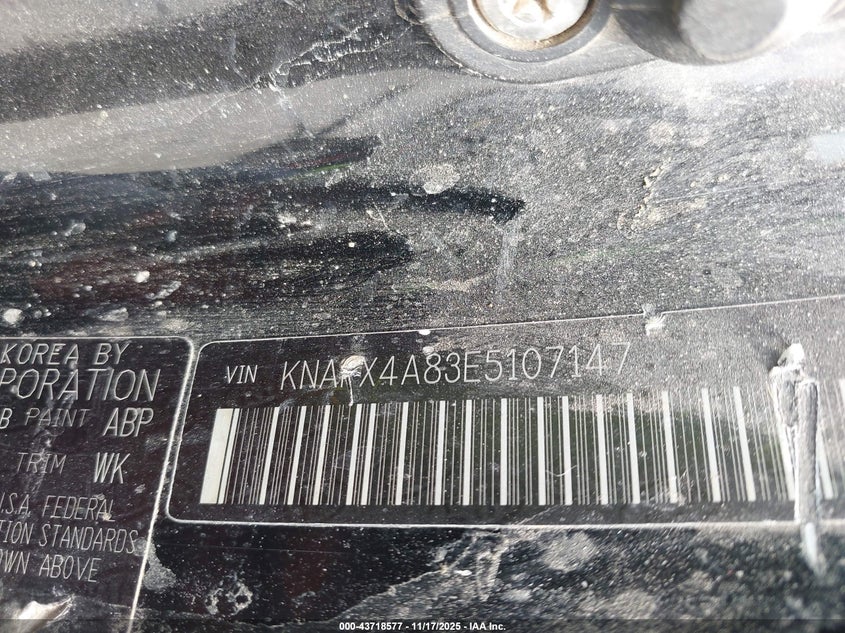 KOREA BY
PORATION
B PAINT ABP
TRIM WK
.S.A. FEDERAL
TION STANDARDS
OWN ABOVE
VIN KNAFX4A83E5107147
000-43718577 - 11/17/2025 - IAA Inc.